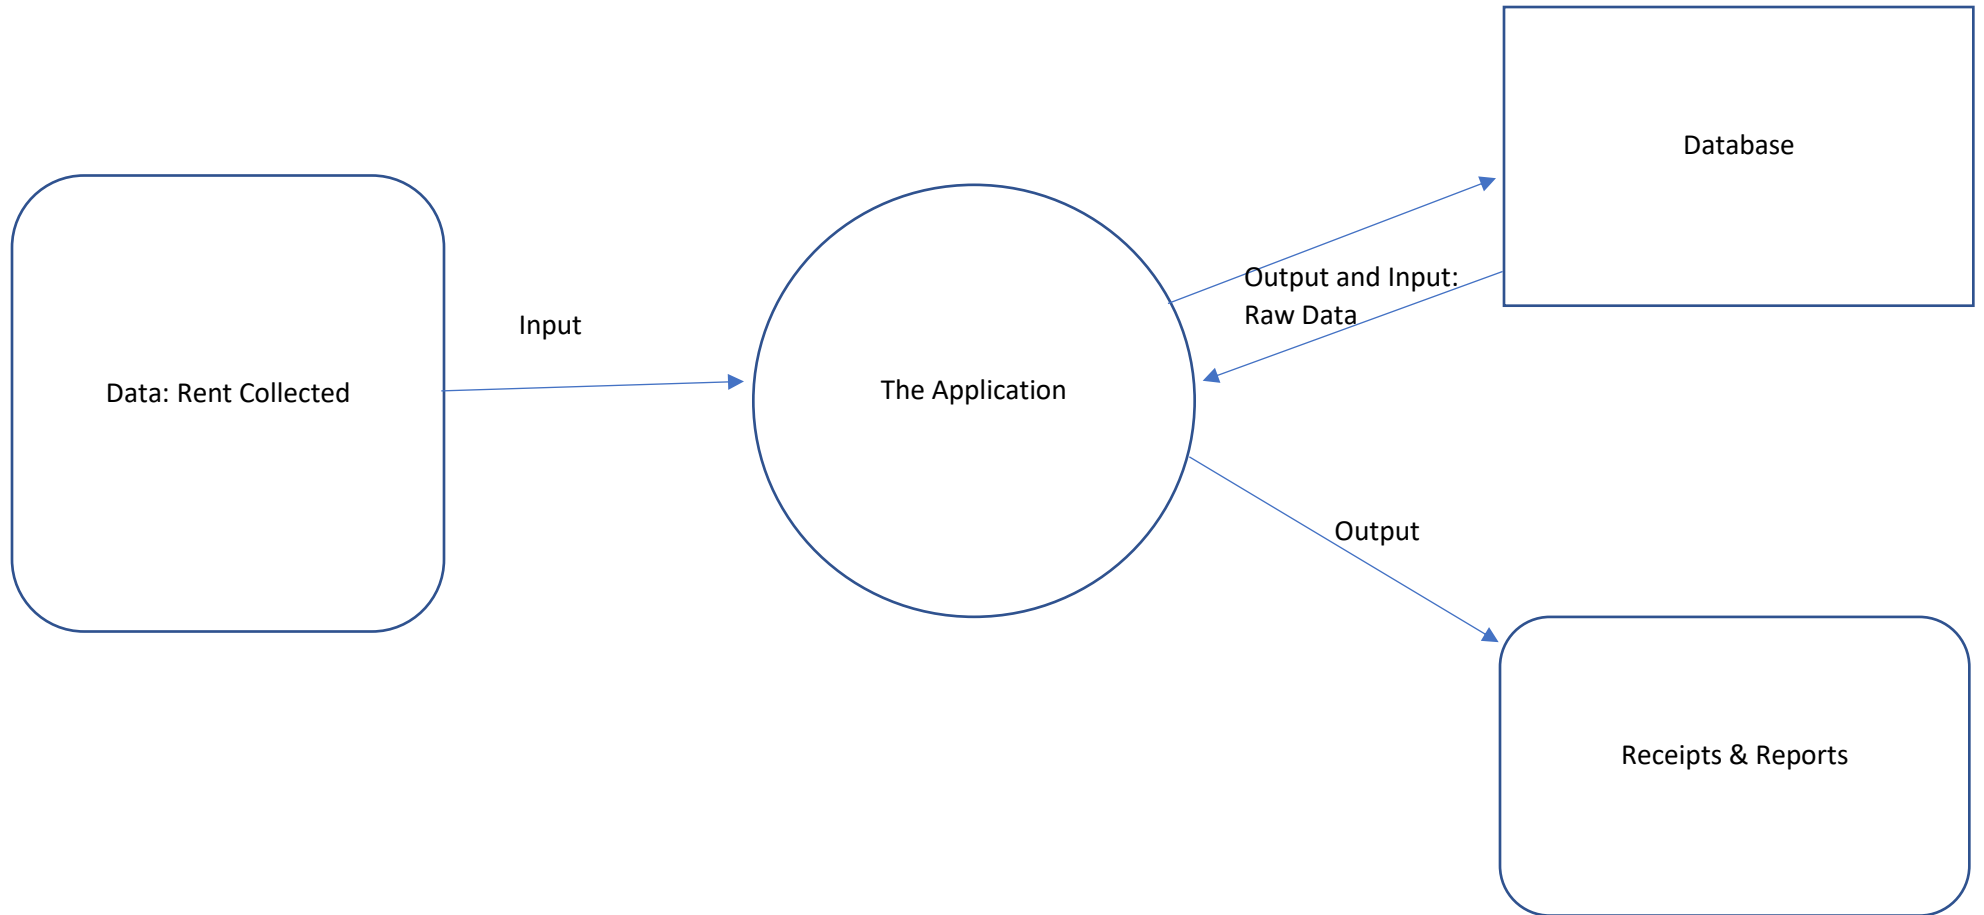 Database
Output and Input:
Raw Data
Input
Data: Rent Collected
The Application
Output
Receipts & Reports